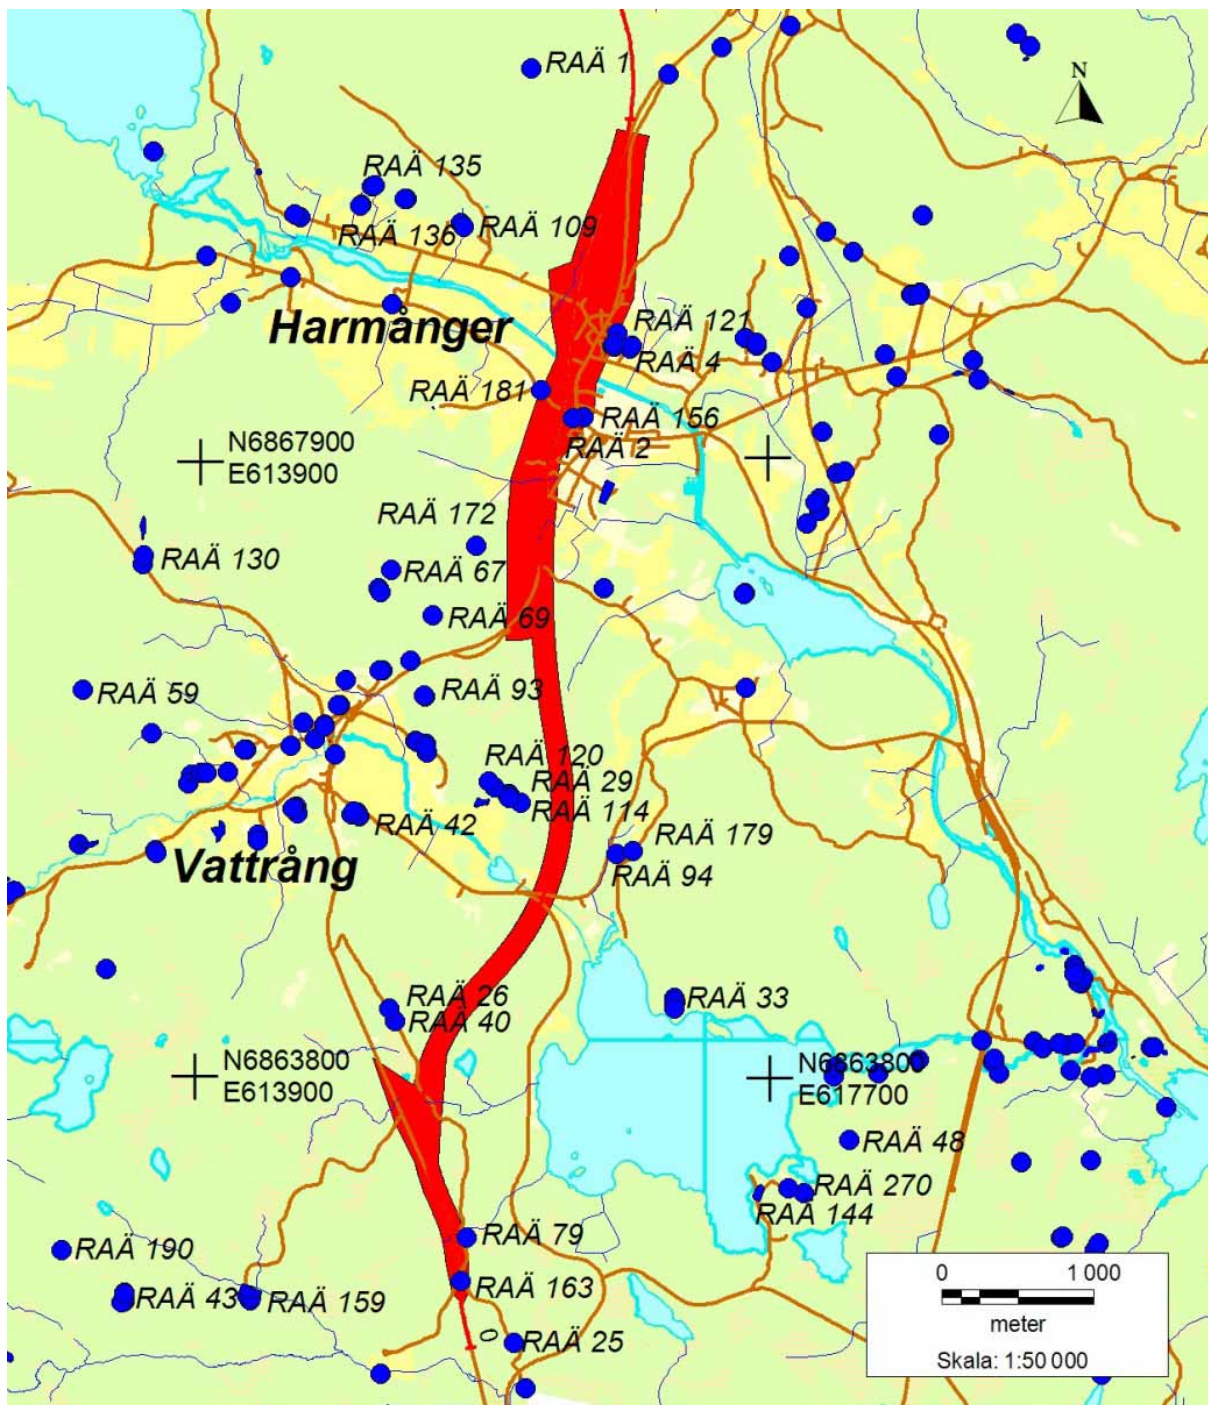 RAÄ 1
N
RAÄ 135
RAÄ 136
RAÄ 109
Harmånger
RAÄ 121
RAÄ 4
RAÄ 181
RAÄ 156
RAÄ 2
N6867900
E613900
RAÄ 172
RAÄ 130
RAÄ 67
RAÄ 69
RAÄ 59
RAÄ 93
RAÄ 120
RAÄ 29
RAÄ 114
RAÄ 42
RAÄ 179
RAÄ 94
Vattrång
RAÄ 26
RAÄ 40
RAÄ 33
N6863800
E613900
N6863800
E617700
RAÄ 48
RAÄ 270
RAÄ 144
RAÄ 79
RAÄ 190
RAÄ 163
RAÄ 43
RAÄ 159
0
RAÄ 25
0 1 000
meter
Skala: 1:50 000